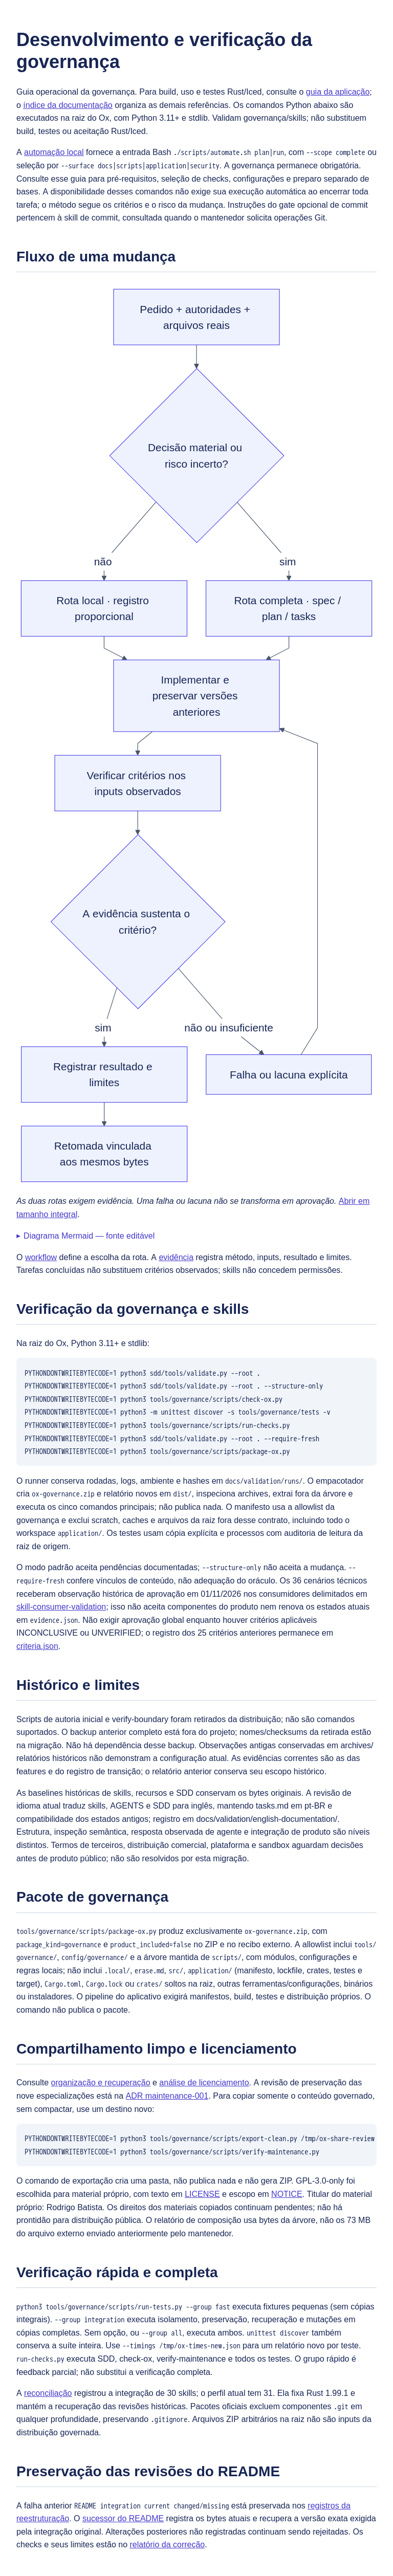 Desenvolvimento e verificação da
governança
Guia operacional da governança. Para build, uso e testes Rust/Iced, consulte o guia da aplicação;
o índice da documentação organiza as demais referências. Os comandos Python abaixo são
executados na raiz do Ox, com Python 3.11+ e stdlib. Validam governança/skills; não substituem
build, testes ou aceitação Rust/Iced.
A automação local fornece a entrada Bash ./scripts/automate.sh plan|run, com --scope complete ou
seleção por --surface docs|scripts|application|security. A governança permanece obrigatória.
Consulte esse guia para pré-requisitos, seleção de checks, configurações e preparo separado de
bases. A disponibilidade desses comandos não exige sua execução automática ao encerrar toda
tarefa; o método segue os critérios e o risco da mudança. Instruções do gate opcional de commit
pertencem à skill, consultada quando o mantenedor solicita operações Git.
Fluxo de uma mudança
Pedido + autoridades +
arquivos reais
Decisão material ou
risco incerto?
não
sim
Rota local · registro
proporcional
Rota completa · spec /
plan / tasks
Implementar e
preservar versões
anteriores
Verificar critérios nos
inputs observados
A evidência sustenta o
critério?
sim
não ou insuficiente
Registrar resultado e
limites
Falha ou lacuna explícita
Retomada vinculada
aos mesmos bytes
As duas rotas exigem evidência. Uma falha ou lacuna não se transforma em aprovação. Abrir em
tamanho integral.
▸ Diagrama Mermaid — fonte editável
O workflow define a escolha da rota. A evidência registra método, inputs, resultado e limites.
Tarefas concluídas não substituem critérios observados; skills não concedem permissões.
Verificação da governança e skills
Na raiz do Ox, Python 3.11+ e stdlib:
PYTHONDONTWRITEBYTECODE=1 python3 sdd/tools/validate.py --root .
PYTHONDONTWRITEBYTECODE=1 python3 sdd/tools/validate.py --root . --structure-only
PYTHONDONTWRITEBYTECODE=1 python3 tools/governance/scripts/check-ox.py
PYTHONDONTWRITEBYTECODE=1 python3 -m unittest discover -s tools/governance/tests -v
PYTHONDONTWRITEBYTECODE=1 python3 tools/governance/scripts/run-checks.py
PYTHONDONTWRITEBYTECODE=1 python3 sdd/tools/validate.py --root . --require-fresh
PYTHONDONTWRITEBYTECODE=1 python3 tools/governance/scripts/package-ox.py
O runner conserva rodadas, logs, ambiente e hashes em docs/validation/runs/. O empacotador
cria ox-governance.zip e relatório novos em dist/, inspeciona archives, extrai fora da árvore e
executa os cinco comandos principais; não publica nada. O manifesto usa a allowlist da
governança e exclui scratch, caches e arquivos da raiz fora desse contrato, incluindo todo o
workspace application/. Os testes usam cópia explícita e processos com auditoria de leitura da
raiz de origem.
O modo padrão aceita pendências documentadas; --structure-only não aceita a mudança. --
require-fresh confere vínculos de conteúdo, não adequação do oráculo. Os 36 cenários técnicos
receberam observação histórica de aprovação em 01/11/2026 nos consumidores delimitados em
skill-consumer-validation; isso não aceita componentes do produto nem renova os estados atuais
em evidence.json. Não exigir aprovação global enquanto houver critérios aplicáveis
INCONCLUSIVE ou UNVERIFIED; o registro dos 25 critérios anteriores permanece em
criteria.json.
Histórico e limites
Scripts de autoria inicial e verify-boundary foram retirados da distribuição; não são comandos
suportados. O backup anterior completo está fora do projeto; nomes/checksums da retirada estão
na migração. Não há dependência desse backup. Observações antigas conservadas em archives/
relatórios históricos não demonstram a configuração atual. As evidências correntes são as das
features e do registro de transição; o relatório anterior conserva seu escopo histórico.
As baselines históricas de skills, recursos e SDD conservam os bytes originais. A revisão de
idioma atual traduz skills, AGENTS e SDD para inglês, mantendo tasks.md em pt-BR e
compatibilidade dos estados antigos; registro em docs/validation/english-documentation/.
Estrutura, inspeção semântica, resposta observada de agente e integração de produto são níveis
distintos. Termos de terceiros, distribuição comercial, plataforma e sandbox aguardam decisões
antes de produto público; não são resolvidos por esta migração.
Pacote de governança
tools/governance/scripts/package-ox.py produz exclusivamente ox-governance.zip, com
package_kind=governance e product_included=false no ZIP e no recibo externo. A allowlist inclui tools/
governance/, config/governance/ e a árvore mantida de scripts/, com módulos, configurações e
regras locais; não inclui .local/, erase.md, src/, application/ (manifesto, lockfile, crates, testes e
target), Cargo.toml, Cargo.lock ou crates/ soltos na raiz, outras ferramentas/configurações, binários
ou instaladores. O pipeline do aplicativo exigirá manifestos, build, testes e distribuição próprios. O
comando não publica o pacote.
Compartilhamento limpo e licenciamento
Consulte organização e recuperação e análise de licenciamento. A revisão de preservação das
nove especializações está na ADR maintenance-001. Para copiar somente o conteúdo governado,
sem compactar, use um destino novo:
PYTHONDONTWRITEBYTECODE=1 python3 tools/governance/scripts/export-clean.py /tmp/ox-share-review
PYTHONDONTWRITEBYTECODE=1 python3 tools/governance/scripts/verify-maintenance.py
O comando de exportação cria uma pasta, não publica nada e não gera ZIP. GPL-3.0-only foi
escolhida para material próprio, com texto em LICENSE e escopo em NOTICE. Titular do material
próprio: Rodrigo Batista. Os direitos dos materiais copiados continuam pendentes; não há
prontidão para distribuição pública. O relatório de composição usa bytes da árvore, não os 73 MB
do arquivo externo enviado anteriormente pelo mantenedor.
Verificação rápida e completa
python3 tools/governance/scripts/run-tests.py --group fast executa fixtures pequenas (sem cópias
integrais). --group integration executa isolamento, preservação, recuperação e mutações em
cópias completas. Sem opção, ou --group all, executa ambos. unittest discover também
conserva a suíte inteira. Use --timings /tmp/ox-times-new.json para um relatório novo por teste.
run-checks.py executa SDD, check-ox, verify-maintenance e todos os testes. O grupo rápido é
feedback parcial; não substitui a verificação completa.
A reconciliação registrou a integração de 30 skills; o perfil atual tem 31. Ela fixa Rust 1.99.1 e
mantém a recuperação das revisões históricas. Pacotes oficiais excluem componentes .git em
qualquer profundidade, preservando .gitignore. Arquivos ZIP arbitrários na raiz não são inputs da
distribuição governada.
Preservação das revisões do README
A falha anterior README integration current changed/missing está preservada nos registros da
reestruturação. O sucessor do README registra os bytes atuais e recupera a versão exata exigida
pela integração original. Alterações posteriores não registradas continuam sendo rejeitadas. Os
checks e seus limites estão no relatório da correção.